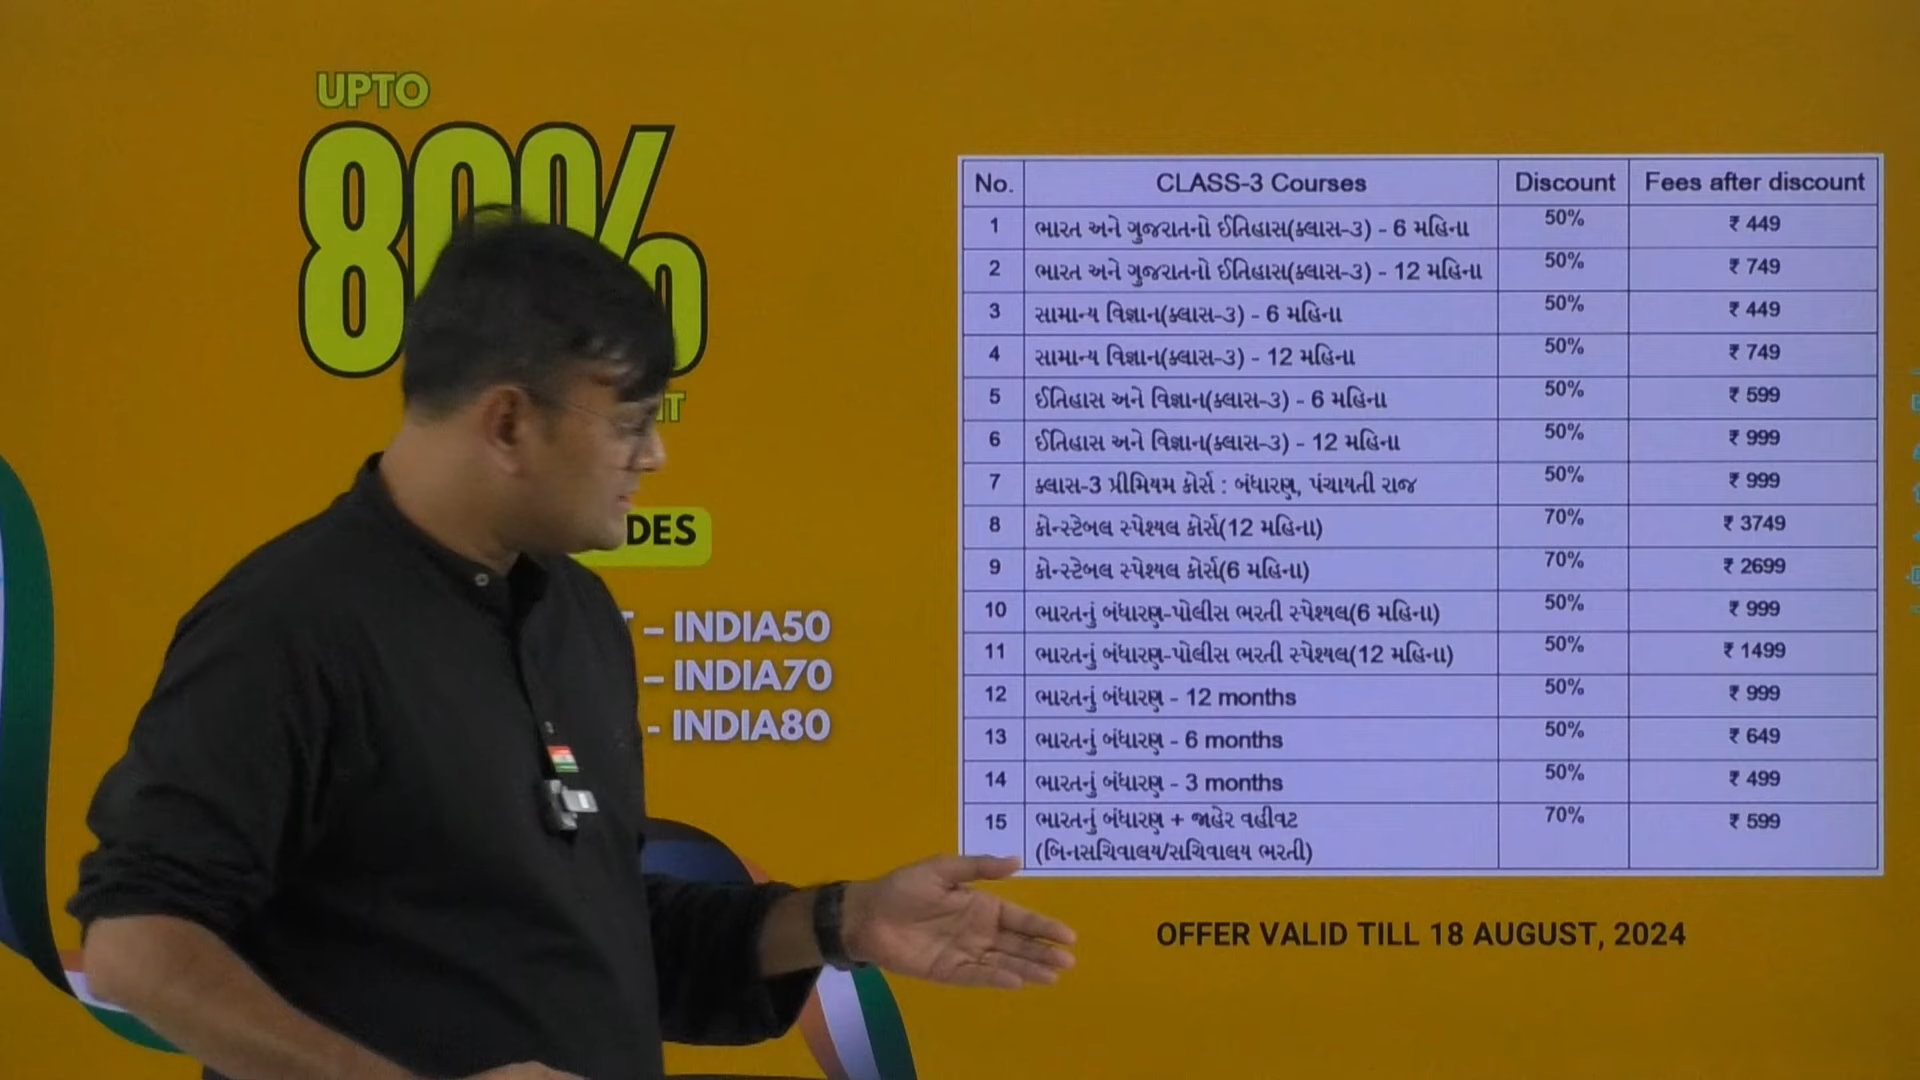 UPTO
80%
DES
– INDIA50
– INDIA70
- INDIA80
No. CLASS-3 Courses Discount Fees after discount
1 ભારત અને ગુજરાતનો ઈતિહાસ(ક્લાસ-૩) - 6 મહિના 50% ₹ 449
2 ભારત અને ગુજરાતનો ઈતિહાસ(ક્લાસ-૩) - 12 મહિના 50% ₹ 749
3 સામાન્ય વિજ્ઞાન(ક્લાસ-૩) - 6 મહિના 50% ₹ 449
4 સામાન્ય વિજ્ઞાન(ક્લાસ-૩) - 12 મહિના 50% ₹ 749
5 ઈતિહાસ અને વિજ્ઞાન(ક્લાસ-૩) - 6 મહિના 50% ₹ 599
6 ઈતિહાસ અને વિજ્ઞાન(ક્લાસ-૩) - 12 મહિના 50% ₹ 999
7 ક્લાસ-3 પ્રીમિયમ કોર્સ : બંધારણ, પંચાયતી રાજ 50% ₹ 999
8 કોન્સ્ટેબલ સ્પેશ્યલ કોર્સ(12 મહિના) 70% ₹ 3749
9 કોન્સ્ટેબલ સ્પેશ્યલ કોર્સ(6 મહિના) 70% ₹ 2699
10 ભારતનું બંધારણ-પોલીસ ભરતી સ્પેશ્યલ(6 મહિના) 50% ₹ 999
11 ભારતનું બંધારણ-પોલીસ ભરતી સ્પેશ્યલ(12 મહિના) 50% ₹ 1499
12 ભારતનું બંધારણ - 12 months 50% ₹ 999
13 ભારતનું બંધારણ - 6 months 50% ₹ 649
14 ભારતનું બંધારણ - 3 months 50% ₹ 499
15 ભારતનું બંધારણ + જાહેર વહીવટ 70% ₹ 599
(બિનસચિવાલય/સચિવાલય ભરતી)
OFFER VALID TILL 18 AUGUST, 2024